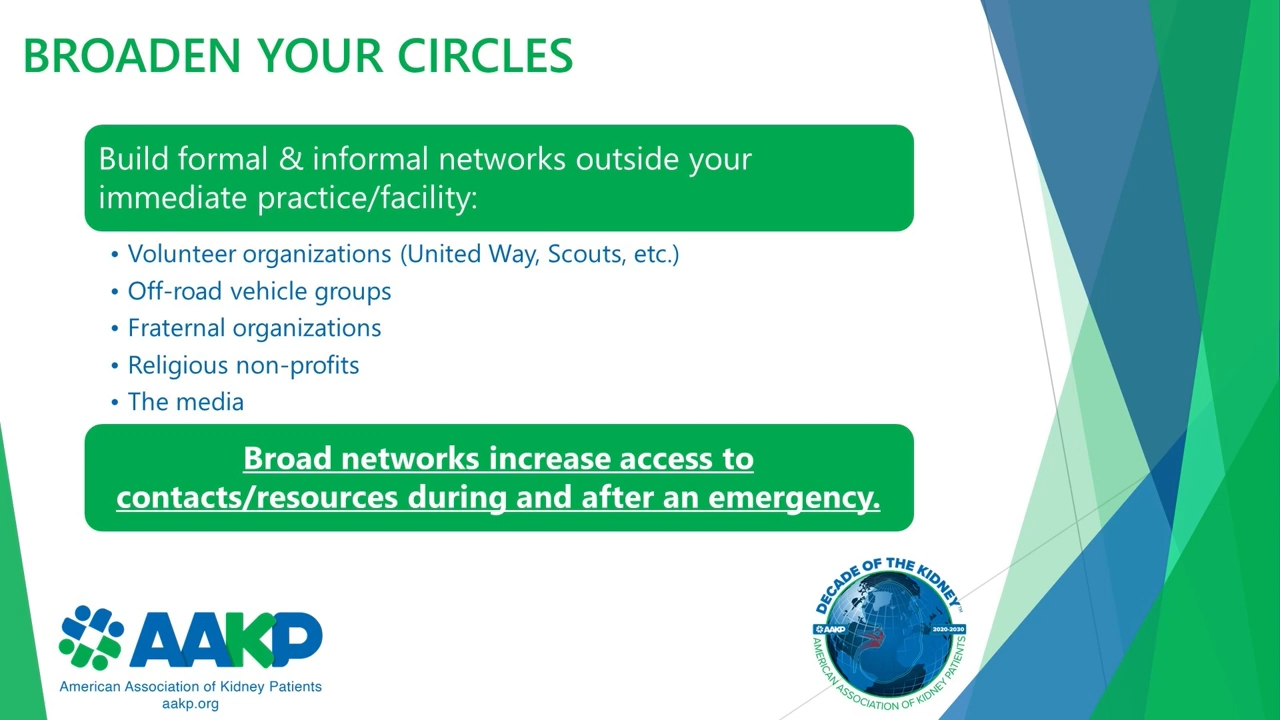 BROADEN YOUR CIRCLES
Build formal & informal networks outside your
immediate practice/facility:
• Volunteer organizations (United Way, Scouts, etc.)
• Off-road vehicle groups
• Fraternal organizations
• Religious non-profits
• The media
Broad networks increase access to
contacts/resources during and after an emergency.
AAKP
American Association of Kidney Patients
aakp.org
DECADE OF THE KIDNEY™
AAKP
2020-2030
AMERICAN ASSOCIATION OF KIDNEY PATIENTS